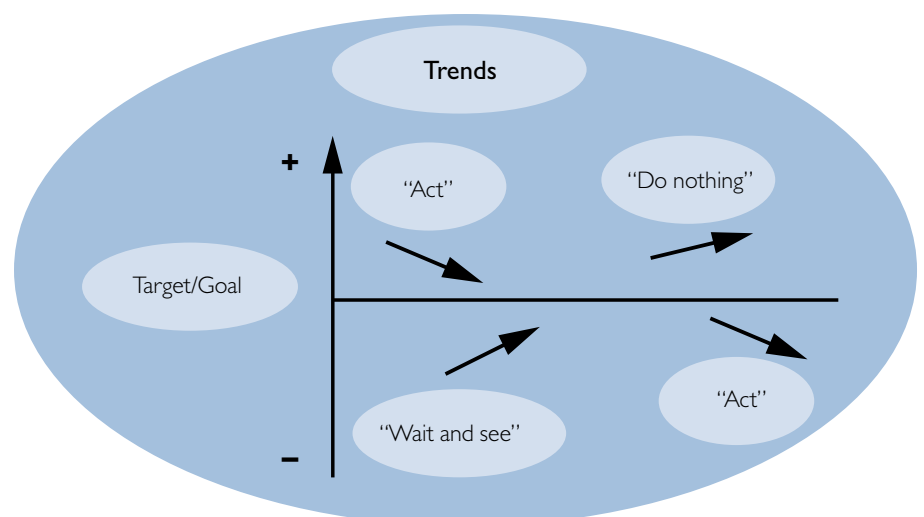 Trends
+
“Act”
“Do nothing”
Target/Goal
“Act”
“Wait and see”
–